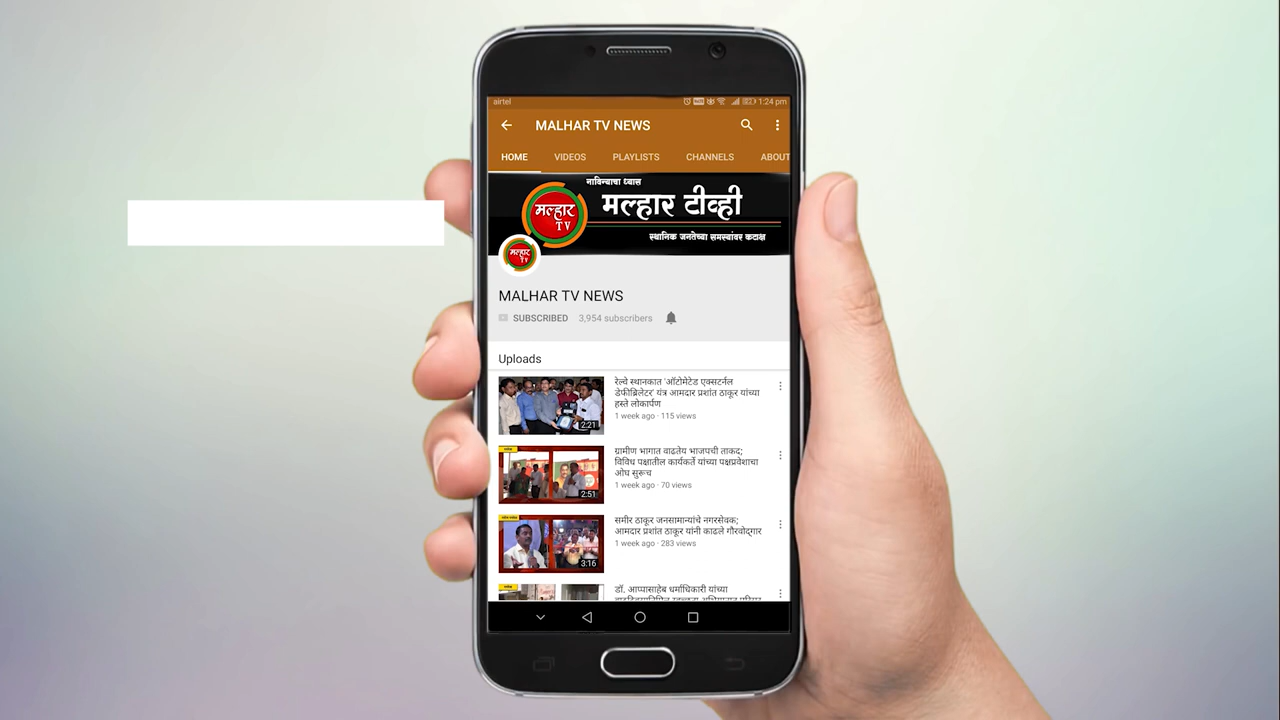 airtel
1:24 pm
MALHAR TV NEWS
HOME VIDEOS PLAYLISTS CHANNELS ABOUT
नाविन्याचा ध्यास
मल्हार टीव्ही
स्थानिक जनतेच्या समस्यांवर कटाक्ष
मल्हार
TV
मल्हार
TV
MALHAR TV NEWS
SUBSCRIBED 3,954 subscribers
Uploads
रेल्वे स्थानकात 'ऑटोमेटेड एक्सटर्नल
डेफीब्रिलेटर' यंत्र आमदार प्रशांत ठाकूर यांच्या
हस्ते लोकार्पण
1 week ago · 115 views
2:21
ग्रामीण भागात वाढतेय भाजपची ताकद;
विविध पक्षातील कार्यकर्ते यांच्या पक्षप्रवेशाचा
ओघ सुरूच
1 week ago · 70 views
2:51
समीर ठाकूर जनसामान्यांचे नगरसेवक;
आमदार प्रशांत ठाकूर यांनी काढले गौरवोद्गार
1 week ago · 283 views
3:16
डॉ. आप्पासाहेब धर्माधिकारी यांच्या